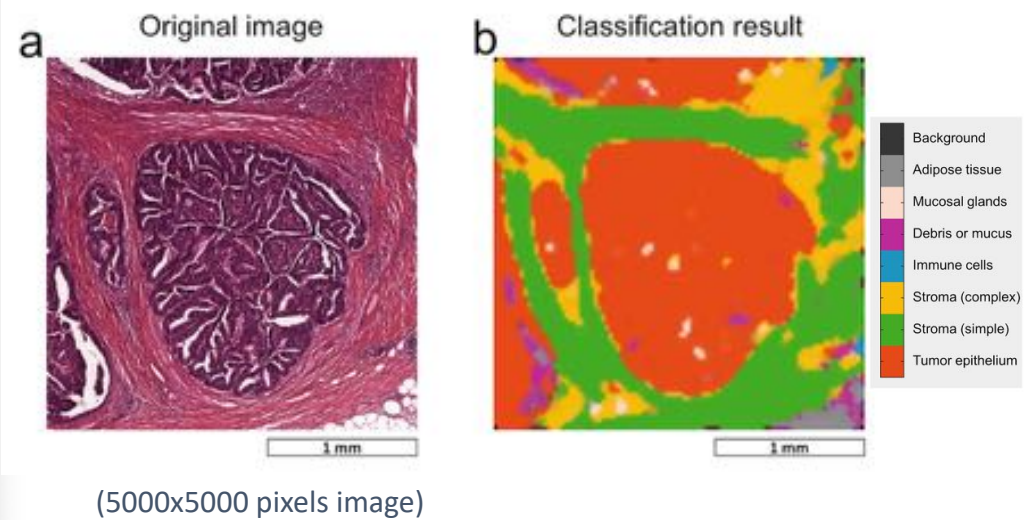 a
Original image
b
Classification result
Background
Adipose tissue
Mucosal glands
Debris or mucus
Immune cells
Stroma (complex)
Stroma (simple)
Tumor epithelium
1 mm
1 mm
(5000x5000 pixels image)